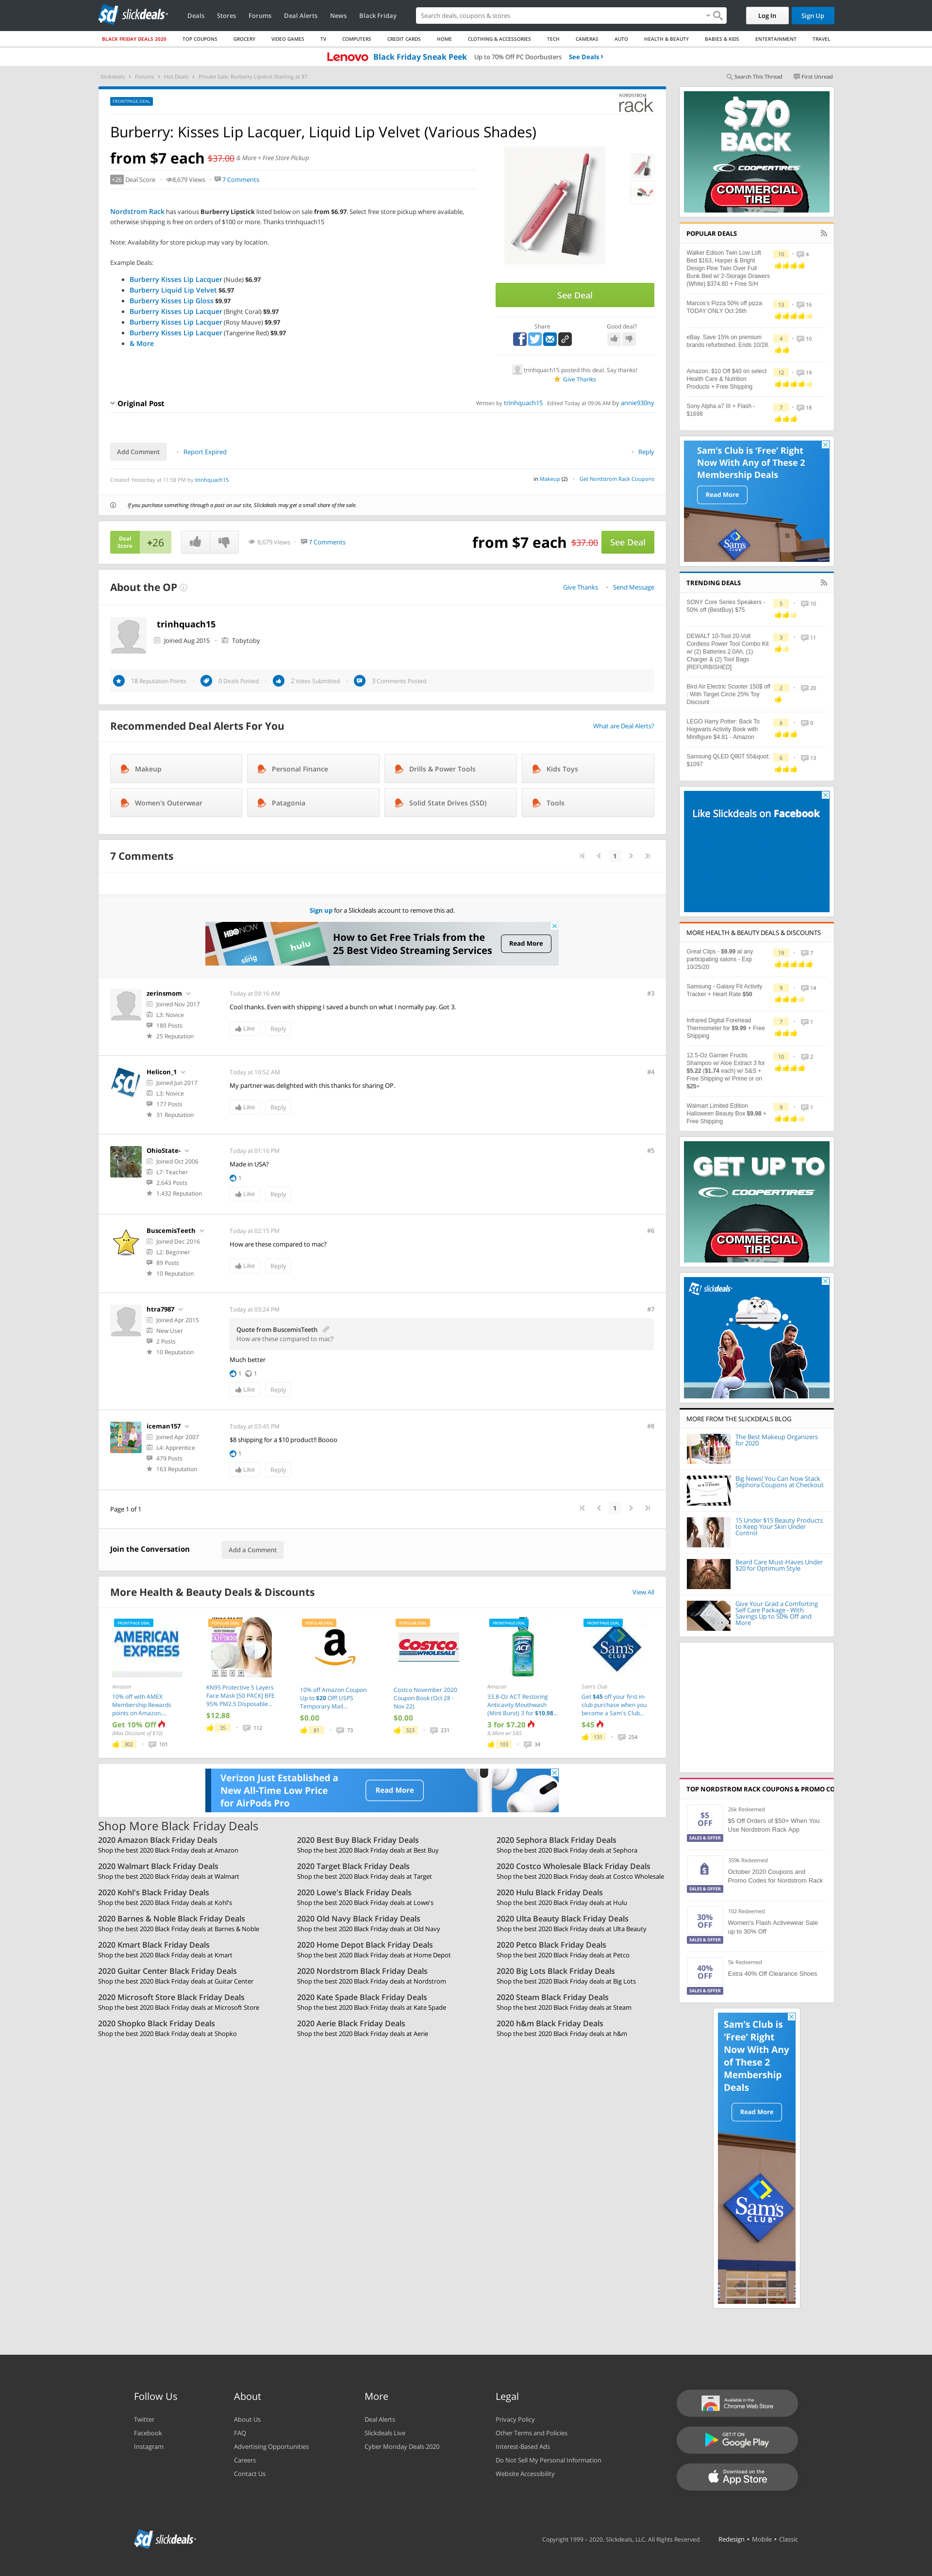 slickdeals
Deals Stores Forums Deal Alerts News Black Friday
Search deals, coupons & stores
Log In Sign Up
BLACK FRIDAY DEALS 2020 TOP COUPONS GROCERY VIDEO GAMES TV COMPUTERS CREDIT CARDS HOME CLOTHING & ACCESSORIES TECH CAMERAS AUTO HEALTH & BEAUTY BABIES & KIDS ENTERTAINMENT TRAVEL
Lenovo Black Friday Sneak Peek Up to 70% Off PC Doorbusters See Deals
Slickdeals Forums Hot Deals Private Sale: Burberry Lipstick Starting at $7
Search This Thread First Unread
FRONTPAGE DEAL
NORDSTROM
rack
Burberry: Kisses Lip Lacquer, Liquid Lip Velvet (Various Shades)
from $7 each $37.00 & More + Free Store Pickup
+26 Deal Score 8,679 Views 7 Comments
Nordstrom Rack has various Burberry Lipstick listed below on sale from $6.97. Select free store pickup where available,
otherwise shipping is free on orders of $100 or more. Thanks trinhquach15
Note: Availability for store pickup may vary by location.
Example Deals:
Burberry Kisses Lip Lacquer (Nude) $6.97
Burberry Liquid Lip Velvet $6.97
Burberry Kisses Lip Gloss $9.97
Burberry Kisses Lip Lacquer (Bright Coral) $9.97
Burberry Kisses Lip Lacquer (Rosy Mauve) $9.97
Burberry Kisses Lip Lacquer (Tangerine Red) $9.97
& More
See Deal
Share Good deal?
trinhquach15 posted this deal. Say thanks!
Give Thanks
Original Post
Written by trinhquach15 Edited Today at 09:06 AM by annie930ny
Add Comment Report Expired Reply
Created Yesterday at 11:58 PM by trinhquach15
in Makeup (2) Get Nordstrom Rack Coupons
If you purchase something through a post on our site, Slickdeals may get a small share of the sale.
Deal Score +26
8,679 Views 7 Comments
from $7 each $37.00 See Deal
About the OP
Give Thanks Send Message
trinhquach15
Joined Aug 2015 Tobytoby
18 Reputation Points 0 Deals Posted 2 Votes Submitted 3 Comments Posted
Recommended Deal Alerts For You
What are Deal Alerts?
Makeup Personal Finance Drills & Power Tools Kids Toys
Women's Outerwear Patagonia Solid State Drives (SSD) Tools
7 Comments
1
Sign up for a Slickdeals account to remove this ad.
HBO NOW sling hulu
How to Get Free Trials from the
25 Best Video Streaming Services
Read More
zerinsmom
Joined Nov 2017
L3: Novice
180 Posts
25 Reputation
Today at 09:16 AM #3
Cool thanks. Even with shipping I saved a bunch on what I normally pay. Got 3.
Like Reply
Helicon_1
Joined Jun 2017
L3: Novice
177 Posts
31 Reputation
Today at 10:52 AM #4
My partner was delighted with this thanks for sharing OP.
Like Reply
OhioState-
Joined Oct 2006
L7: Teacher
2,643 Posts
1,432 Reputation
Today at 01:16 PM #5
Made in USA?
1
Like Reply
BuscemisTeeth
Joined Dec 2016
L2: Beginner
89 Posts
10 Reputation
Today at 02:15 PM #6
How are these compared to mac?
Like Reply
htra7987
Joined Apr 2015
New User
2 Posts
10 Reputation
Today at 03:24 PM #7
Quote from BuscemisTeeth
How are these compared to mac?
Much better
1 1
Like Reply
iceman157
Joined Apr 2007
L4: Apprentice
479 Posts
163 Reputation
Today at 03:45 PM #8
$8 shipping for a $10 product!! Boooo
1
Like Reply
Page 1 of 1
1
Join the Conversation Add a Comment
More Health & Beauty Deals & Discounts View All
FRONTPAGE DEAL
AMERICAN EXPRESS
Amazon
10% off with AMEX
Membership Rewards
points on Amazon....
Get 10% Off
(Max Discount of $10)
302 101
POPULAR DEAL
KN95 Protective 5 Layers
Face Mask [50 PACK] BFE
95% PM2.5 Disposable...
$12.88
35 112
POPULAR DEAL
10% off Amazon Coupon
Up to $20 Off! USPS
Temporary Mail...
$0.00
81 73
POPULAR DEAL
COSTCO WHOLESALE
Costco November 2020
Coupon Book (Oct 28 -
Nov 22)
$0.00
323 231
FRONTPAGE DEAL
ACT
Amazon
33.8-Oz ACT Restoring
Anticavity Mouthwash
(Mint Burst) 3 for $10.98...
3 for $7.20
& More w/ S&S
103 34
FRONTPAGE DEAL
Sam's CLUB
Sam's Club
Get $45 off your first in-
club purchase when you
become a Sam's Club...
$45
131 254
Verizon Just Established a
New All-Time Low Price
for AirPods Pro
Read More
Shop More Black Friday Deals
2020 Amazon Black Friday Deals
Shop the best 2020 Black Friday deals at Amazon
2020 Best Buy Black Friday Deals
Shop the best 2020 Black Friday deals at Best Buy
2020 Sephora Black Friday Deals
Shop the best 2020 Black Friday deals at Sephora
2020 Walmart Black Friday Deals
Shop the best 2020 Black Friday deals at Walmart
2020 Target Black Friday Deals
Shop the best 2020 Black Friday deals at Target
2020 Costco Wholesale Black Friday Deals
Shop the best 2020 Black Friday deals at Costco Wholesale
2020 Kohl's Black Friday Deals
Shop the best 2020 Black Friday deals at Kohl's
2020 Lowe's Black Friday Deals
Shop the best 2020 Black Friday deals at Lowe's
2020 Hulu Black Friday Deals
Shop the best 2020 Black Friday deals at Hulu
2020 Barnes & Noble Black Friday Deals
Shop the best 2020 Black Friday deals at Barnes & Noble
2020 Old Navy Black Friday Deals
Shop the best 2020 Black Friday deals at Old Navy
2020 Ulta Beauty Black Friday Deals
Shop the best 2020 Black Friday deals at Ulta Beauty
2020 Kmart Black Friday Deals
Shop the best 2020 Black Friday deals at Kmart
2020 Home Depot Black Friday Deals
Shop the best 2020 Black Friday deals at Home Depot
2020 Petco Black Friday Deals
Shop the best 2020 Black Friday deals at Petco
2020 Guitar Center Black Friday Deals
Shop the best 2020 Black Friday deals at Guitar Center
2020 Nordstrom Black Friday Deals
Shop the best 2020 Black Friday deals at Nordstrom
2020 Big Lots Black Friday Deals
Shop the best 2020 Black Friday deals at Big Lots
2020 Microsoft Store Black Friday Deals
Shop the best 2020 Black Friday deals at Microsoft Store
2020 Kate Spade Black Friday Deals
Shop the best 2020 Black Friday deals at Kate Spade
2020 Steam Black Friday Deals
Shop the best 2020 Black Friday deals at Steam
2020 Shopko Black Friday Deals
Shop the best 2020 Black Friday deals at Shopko
2020 Aerie Black Friday Deals
Shop the best 2020 Black Friday deals at Aerie
2020 h&m Black Friday Deals
Shop the best 2020 Black Friday deals at h&m
$70
BACK
COOPERTIRES
COMMERCIAL
TIRE
POPULAR DEALS
Walker Edison Twin Low Loft
Bed $163, Harper & Bright
Design Pine Twin Over Full
Bunk Bed w/ 2-Storage Drawers
(White) $374.80 + Free S/H
10 4
Marcos's Pizza 50% off pizza
TODAY ONLY Oct 26th
13 16
eBay. Save 15% on premium
brands refurbished. Ends 10/28.
4 10
Amazon: $10 Off $40 on select
Health Care & Nutrition
Products + Free Shipping
12 19
Sony Alpha a7 III + Flash -
$1698
7 18
Sam's Club is 'Free' Right
Now With Any of These 2
Membership Deals
Read More
Sam's CLUB
TRENDING DEALS
SONY Core Series Speakers -
50% off (BestBuy) $75
5 10
DEWALT 10-Tool 20-Volt
Cordless Power Tool Combo Kit
w/ (2) Batteries 2.0Ah, (1)
Charger & (2) Tool Bags
[REFURBISHED]
3 11
Bird Air Electric Scooter 150$ off
: With Target Circle 25% Toy
Discount
2 20
LEGO Harry Potter: Back To
Hogwarts Activity Book with
Minifigure $4.81 - Amazon
6 0
Samsung QLED Q80T 55&quot;
$1097
6 13
Like Slickdeals on Facebook
MORE HEALTH & BEAUTY DEALS & DISCOUNTS
Great Clips - $9.99 at any
participating salons - Exp
10/25/20
19 7
Samsung - Galaxy Fit Activity
Tracker + Heart Rate $50
9 14
Infrared Digital Forehead
Thermometer for $9.99 + Free
Shipping
7 1
12.5-Oz Garnier Fructis
Shampoo w/ Aloe Extract 3 for
$5.22 ($1.74 each) w/ S&S +
Free Shipping w/ Prime or on
$25+
10 2
Walmart Limited Edition
Halloween Beauty Box $9.98 +
Free Shipping
9 1
GET UP TO
COOPERTIRES
COMMERCIAL
TIRE
slickdeals
MORE FROM THE SLICKDEALS BLOG
The Best Makeup Organizers
for 2020
Big News! You Can Now Stack
Sephora Coupons at Checkout
15 Under $15 Beauty Products
to Keep Your Skin Under
Control
Beard Care Must-Haves Under
$20 for Optimum Style
Give Your Grad a Comforting
Self Care Package - With
Savings Up to 50% Off and
More
TOP NORDSTROM RACK COUPONS & PROMO CO
$5
OFF
SALES & OFFER
26k Redeemed
$5 Off Orders of $50+ When You
Use Nordstrom Rack App
SALES & OFFER
359k Redeemed
October 2020 Coupons and
Promo Codes for Nordstrom Rack
30%
OFF
SALES & OFFER
102 Redeemed
Women's Flash Activewear Sale
up to 30% Off
40%
OFF
SALES & OFFER
5k Redeemed
Extra 40% Off Clearance Shoes
Sam's Club is
'Free' Right
Now With Any
of These 2
Membership
Deals
Read More
Sam's CLUB
Follow Us
Twitter
Facebook
Instagram
About
About Us
FAQ
Advertising Opportunities
Careers
Contact Us
More
Deal Alerts
Slickdeals Live
Cyber Monday Deals 2020
Legal
Privacy Policy
Other Terms and Policies
Interest-Based Ads
Do Not Sell My Personal Information
Website Accessibility
Available in the
Chrome Web Store
GET IT ON
Google Play
Download on the
App Store
slickdeals
Copyright 1999 - 2020. Slickdeals, LLC. All Rights Reserved. Redesign • Mobile • Classic